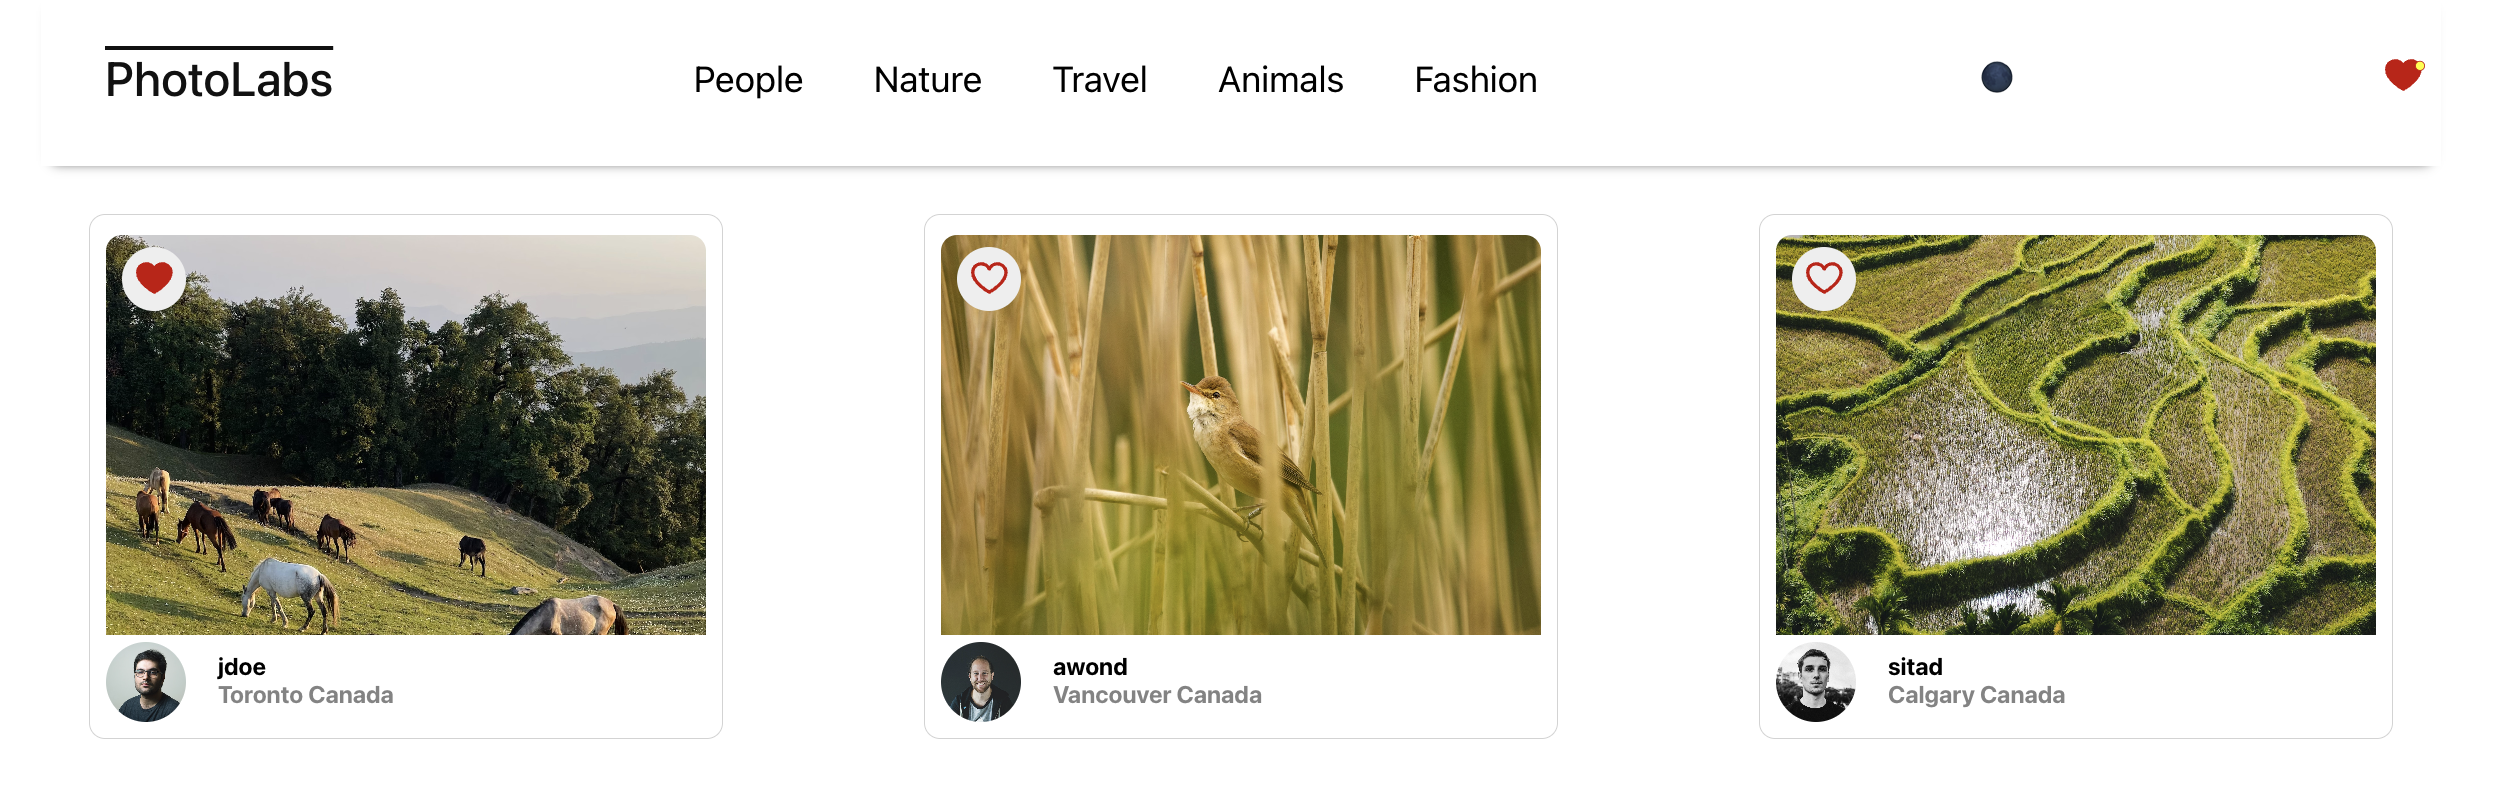 PhotoLabs
People Nature Travel Animals Fashion
jdoe
Toronto Canada
awond
Vancouver Canada
sitad
Calgary Canada